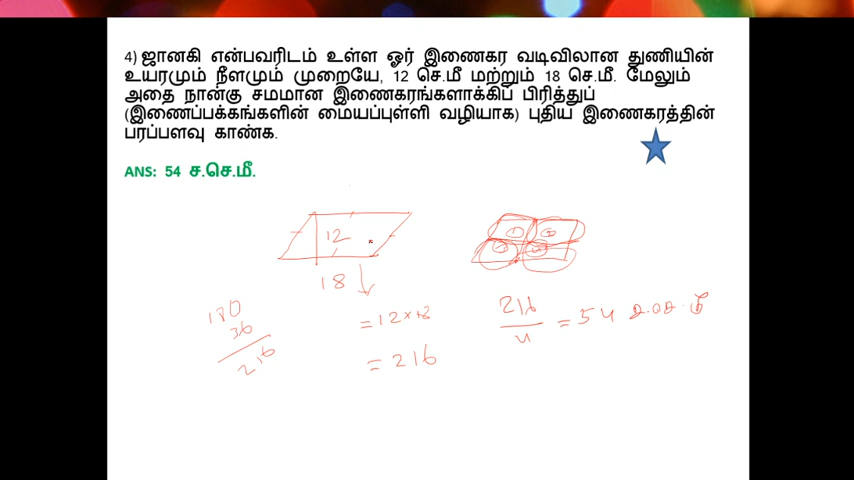 4) ஜானகி என்பவரிடம் உள்ள ஓர் இணைகர வடிவிலான துணியின்
உயரமும் நீளமும் முறையே, 12 செ.மீ மற்றும் 18 செ.மீ. மேலும்
அதை நான்கு சமமான இணைகரங்களாக்கிப் பிரித்துப்
(இணைப்பக்கங்களின் மையப்புள்ளி வழியாக) புதிய இணைகரத்தின்
பரப்பளவு காண்க.
ANS: 54 ச.செ.மீ.
12
18
180
36
216
= 12 × 18
= 216
216
4
= 54
1 2